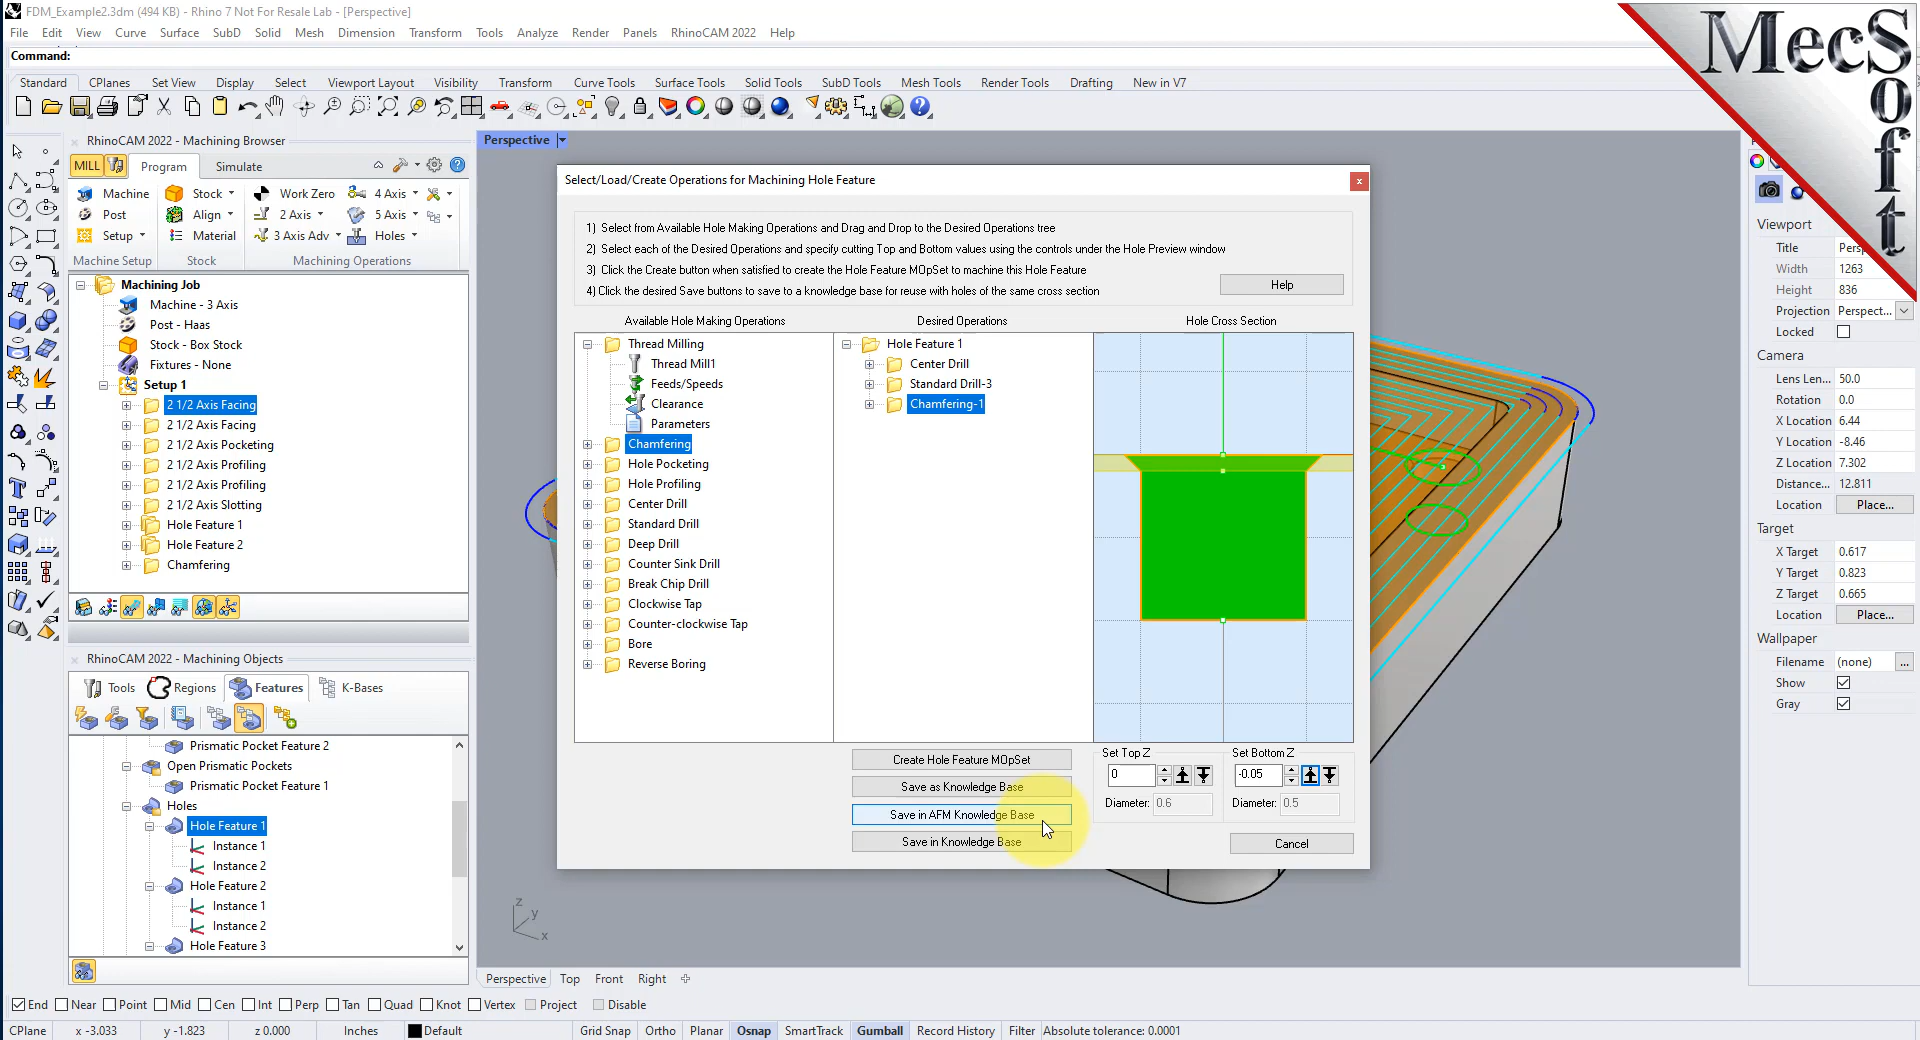 FDM_Example2.3dm (494 KB) - Rhino 7 Not For Resale Lab - [Perspective]
File Edit View Curve Surface SubD Solid Mesh Dimension Transform Tools Analyze Render Panels RhinoCAM 2022 Help
Command:
Standard CPlanes Set View Display Select Viewport Layout Visibility Transform Curve Tools Surface Tools Solid Tools SubD Tools Mesh Tools Render Tools Drafting New in V7
MecSoft
RhinoCAM 2022 - Machining Browser
MILL Program Simulate
Machine Stock Work Zero 4 Axis
Post Align 2 Axis 5 Axis
Setup Material 3 Axis Adv Holes
Machine Setup Stock Machining Operations
Machining Job
Machine - 3 Axis
Post - Haas
Stock - Box Stock
Fixtures - None
Setup 1
2 1/2 Axis Facing
2 1/2 Axis Facing
2 1/2 Axis Pocketing
2 1/2 Axis Profiling
2 1/2 Axis Profiling
2 1/2 Axis Slotting
Hole Feature 1
Hole Feature 2
Chamfering
RhinoCAM 2022 - Machining Objects
Tools Regions Features K-Bases
Prismatic Pocket Feature 2
Open Prismatic Pockets
Prismatic Pocket Feature 1
Holes
Hole Feature 1
Instance 1
Instance 2
Hole Feature 2
Instance 1
Instance 2
Hole Feature 3
Perspective
Select/Load/Create Operations for Machining Hole Feature
x
1) Select from Available Hole Making Operations and Drag and Drop to the Desired Operations tree
2) Select each of the Desired Operations and specify cutting Top and Bottom values using the controls under the Hole Preview window
3) Click the Create button when satisfied to create the Hole Feature MOpSet to machine this Hole Feature
4) Click the desired Save buttons to save to a knowledge base for reuse with holes of the same cross section
Help
Available Hole Making Operations Desired Operations Hole Cross Section
Thread Milling
Thread Mill1
Feeds/Speeds
Clearance
Parameters
Chamfering
Hole Pocketing
Hole Profiling
Center Drill
Standard Drill
Deep Drill
Counter Sink Drill
Break Chip Drill
Clockwise Tap
Counter-clockwise Tap
Bore
Reverse Boring
Hole Feature 1
Center Drill
Standard Drill-3
Chamfering-1
Create Hole Feature MOpSet
Save as Knowledge Base
Save in AFM Knowledge Base
Save in Knowledge Base
Set Top Z
0
Diameter: 0.6
Set Bottom Z
-0.05
Diameter: 0.5
Cancel
z
y
x
Perspective Top Front Right
Viewport
Title Persp
Width 1263
Height 836
Projection Perspect...
Locked
Camera
Lens Len... 50.0
Rotation 0.0
X Location 6.44
Y Location -8.46
Z Location 7.302
Distance... 12.811
Location Place...
Target
X Target 0.617
Y Target 0.823
Z Target 0.665
Location Place...
Wallpaper
Filename (none) ...
Show
Gray
End Near Point Mid Cen Int Perp Tan Quad Knot Vertex Project Disable
CPlane x -3.033 y -1.823 z 0.000 Inches Default Grid Snap Ortho Planar Osnap SmartTrack Gumball Record History Filter Absolute tolerance: 0.0001